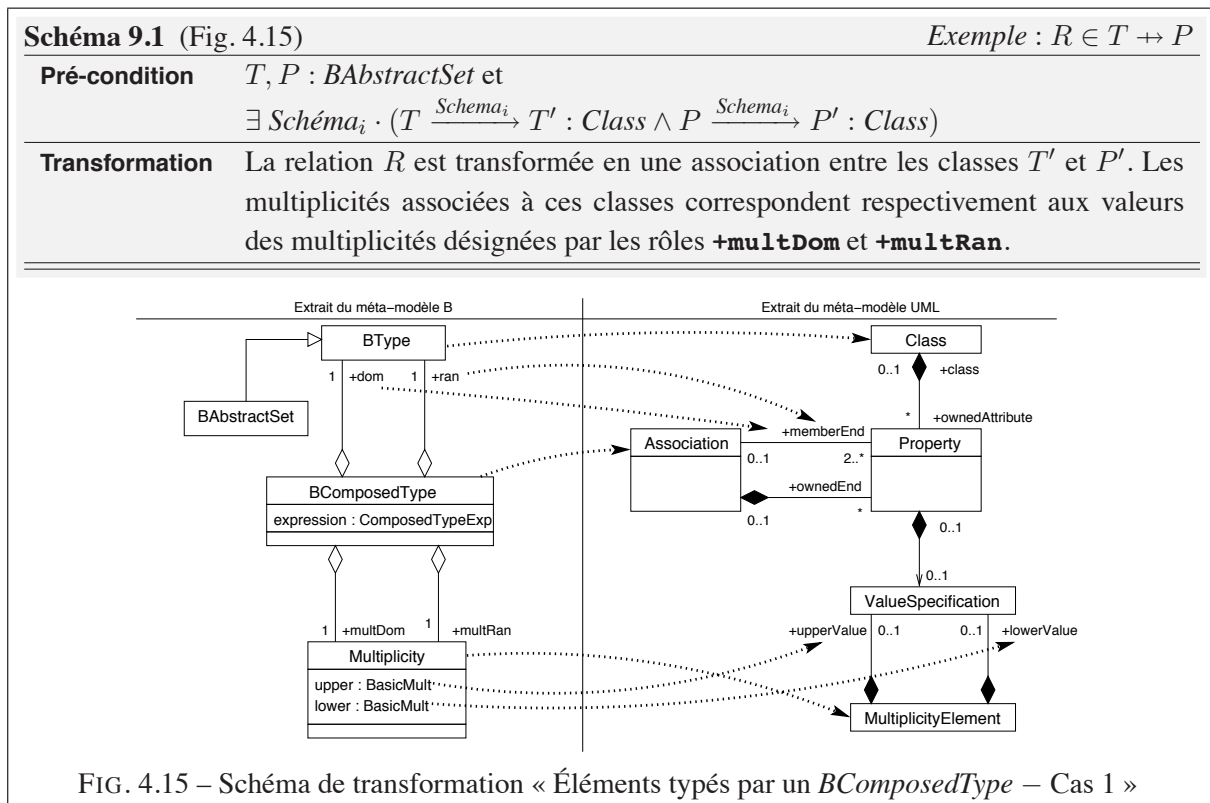 Schéma 9.1 (Fig. 4.15) Exemple : R ∈ T ⇸ P
Pré-condition T, P : BAbstractSet et
∃ Schéma_i · (T —Schema_i→ T′ : Class ∧ P —Schema_i→ P′ : Class)
Transformation La relation R est transformée en une association entre les classes T′ et P′. Les
multiplicités associées à ces classes correspondent respectivement aux valeurs
des multiplicités désignées par les rôles +multDom et +multRan.
Extrait du méta−modèle B Extrait du méta−modèle UML
BType Class
1 +dom 1 +ran 0..1 +class
BAbstractSet
* +ownedAttribute
Association +memberEnd Property
0..1 2..*
BComposedType +ownedEnd
expression : ComposedTypeExp 0..1 * 0..1
0..1
ValueSpecification
1 +multDom 1 +multRan +upperValue 0..1 0..1 +lowerValue
Multiplicity
upper : BasicMult
lower : BasicMult
MultiplicityElement
FIG. 4.15 – Schéma de transformation « Éléments typés par un BComposedType – Cas 1 »